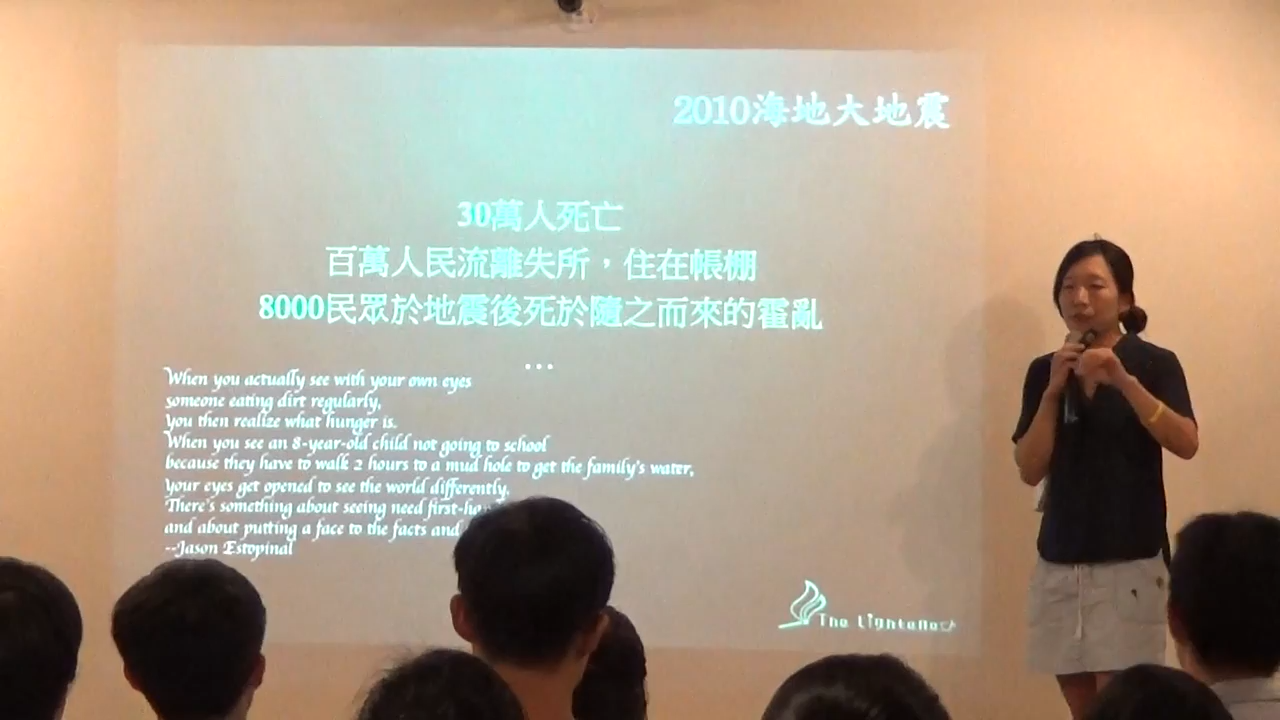 2010海地大地震
30萬人死亡
百萬人民流離失所，住在帳棚
8000民眾於地震後死於隨之而來的霍亂
...
When you actually see with your own eyes
someone eating dirt regularly,
you then realize what hunger is.
When you see an 8-year-old child not going to school
because they have to walk 2 hours to a mud hole to get the family's water,
your eyes get opened to see the world differently.
There's something about seeing need
and about putting a face to the facts and
--Jason Estopinal
The